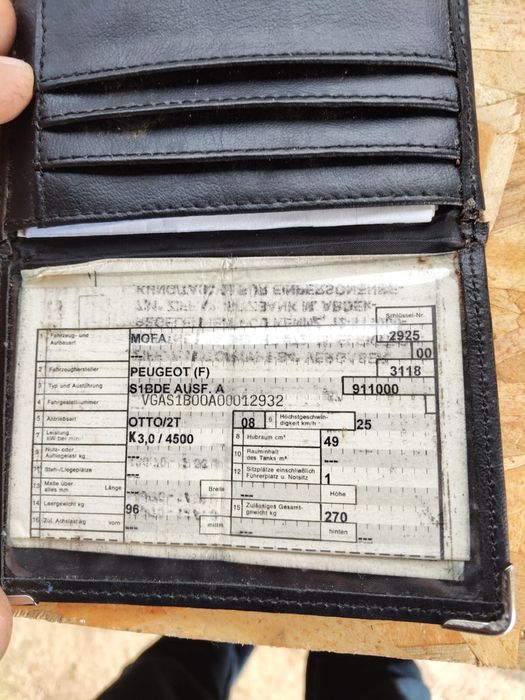 Schlüssel-Nr.
1 Fahrzeug- und Aufbauart MOFA 2925
--- 00
2 Fahrzeughersteller PEUGEOT (F) 3118
3 Typ und Ausführung S1BDE AUSF. A 911000
4 Fahrgestellnummer VGAS1B00A00012932
5 Antriebsart OTTO/2T 08 6 Höchstgeschwin-digkeit km/h 25
7 Leistung kW bei min K3,0 / 4500 8 Hubraum cm³ 49
9 Nutz- oder Aufliegelast kg --- 10 Rauminhalt des Tanks m³ ---
11 Steh-/Liegeplätze --- 12 Sitzplätze einschließlich Führerplatz u. Notsitz 1
13 Maße über alles mm Länge --- Breite --- Höhe ---
14 Leergewicht kg 96 15 Zulässiges Gesamt-gewicht kg 270
16 Zul. Achslast kg vorn --- mitten --- hinten ---